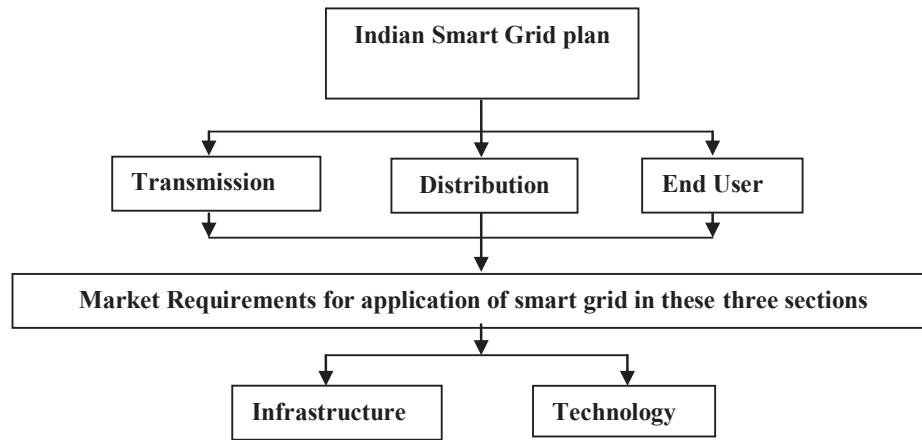 Indian Smart Grid plan
Transmission
Distribution
End User
Market Requirements for application of smart grid in these three sections
Infrastructure
Technology